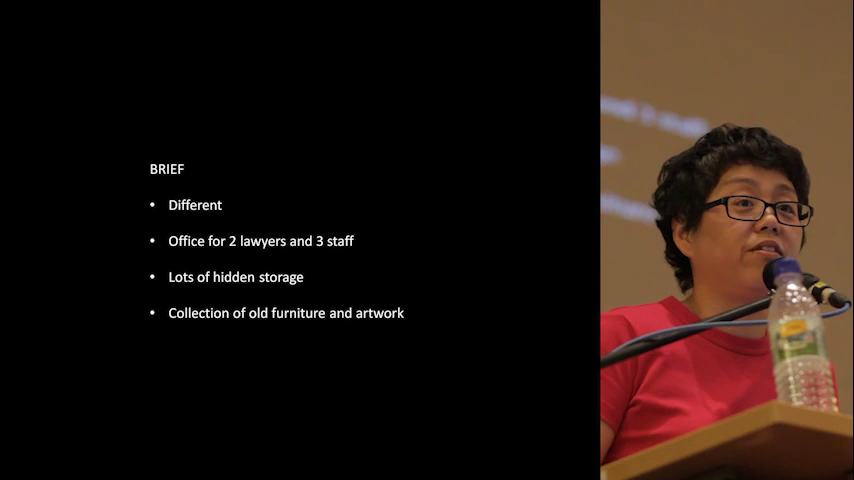 BRIEF
• Different
• Office for 2 lawyers and 3 staff
• Lots of hidden storage
• Collection of old furniture and artwork